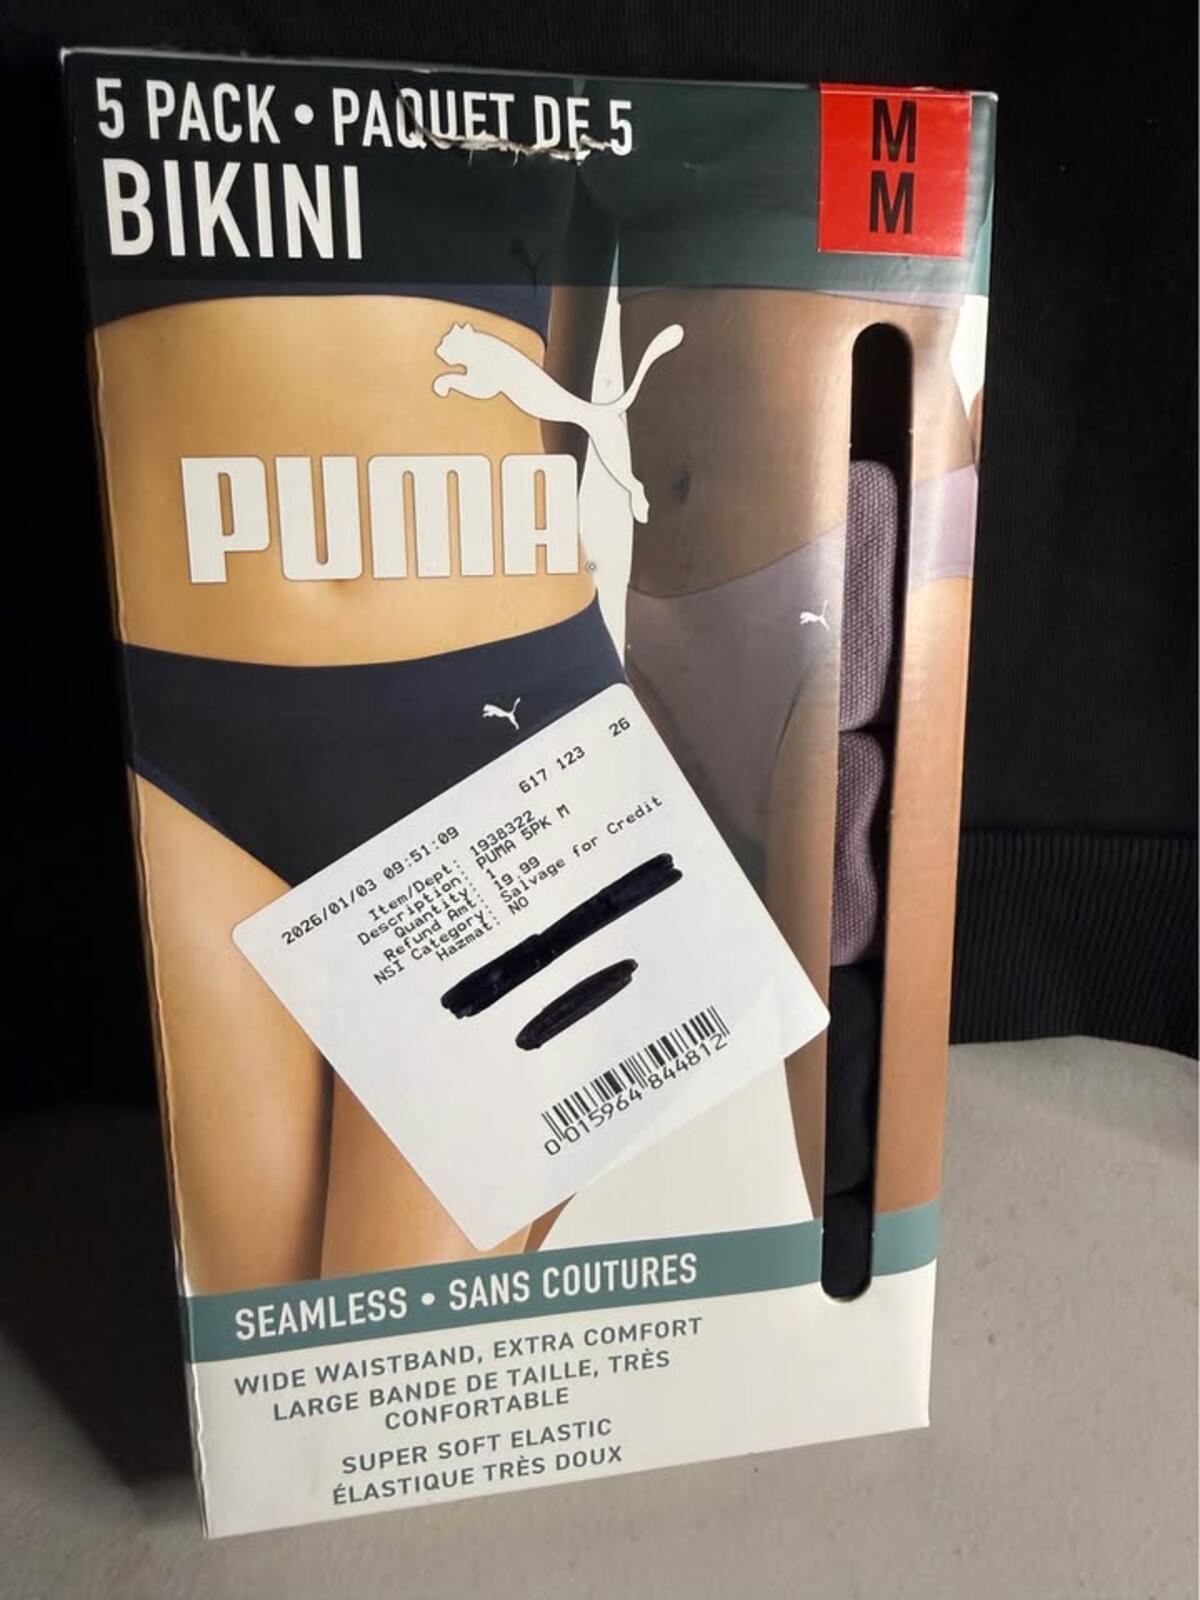 5 PACK • PAQUET DE 5
BIKINI
M
M
PUMA®
617 123 26
2026/01/03 09:51:09
Item/Dept: 1938322
Description: PUMA 5PK M
Quantity: 1
Refund Amt: 19.99
NSI Category: Salvage for Credit
Hazmat: NO
0 015964 844812
SEAMLESS • SANS COUTURES
WIDE WAISTBAND, EXTRA COMFORT
LARGE BANDE DE TAILLE, TRÈS
CONFORTABLE
SUPER SOFT ELASTIC
ÉLASTIQUE TRÈS DOUX